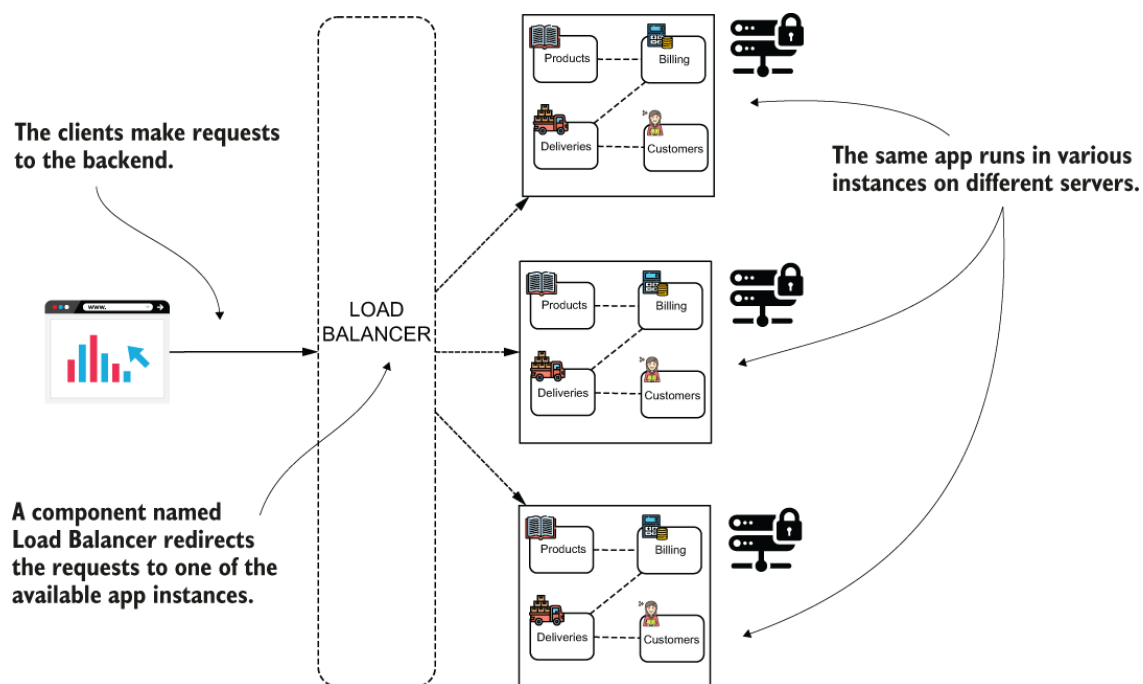 Products
Billing
Deliveries
Customers
The clients make requests
to the backend.
The same app runs in various
instances on different servers.
www.
LOAD
BALANCER
Products
Billing
Deliveries
Customers
A component named
Load Balancer redirects
the requests to one of the
available app instances.
Products
Billing
Deliveries
Customers